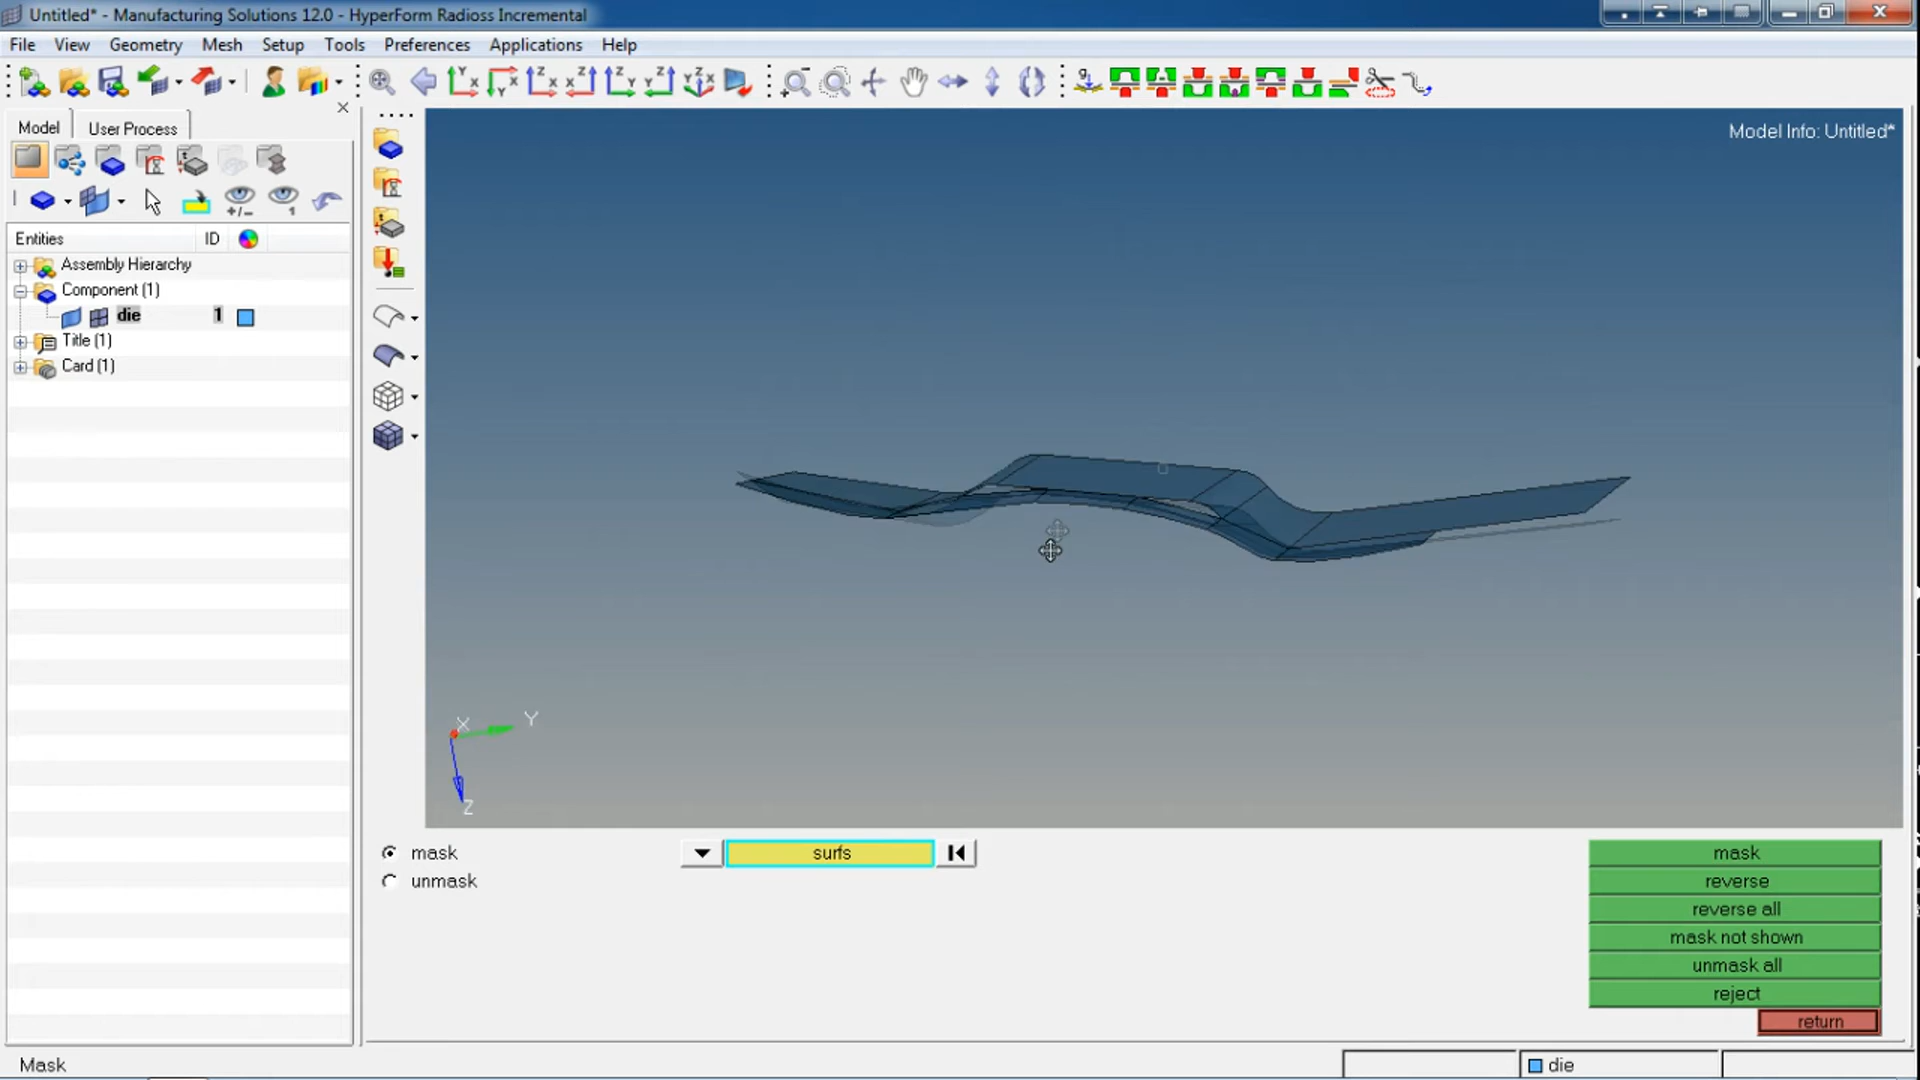 Untitled* - Manufacturing Solutions 12.0 - HyperForm Radioss Incremental
File View Geometry Mesh Setup Tools Preferences Applications Help
Model User Process
Model Info: Untitled*
Entities ID
Assembly Hierarchy
Component (1)
die 1
Title (1)
Card (1)
X Y
Z
mask surfs mask
unmask reverse
reverse all
mask not shown
unmask all
reject
return
Mask die